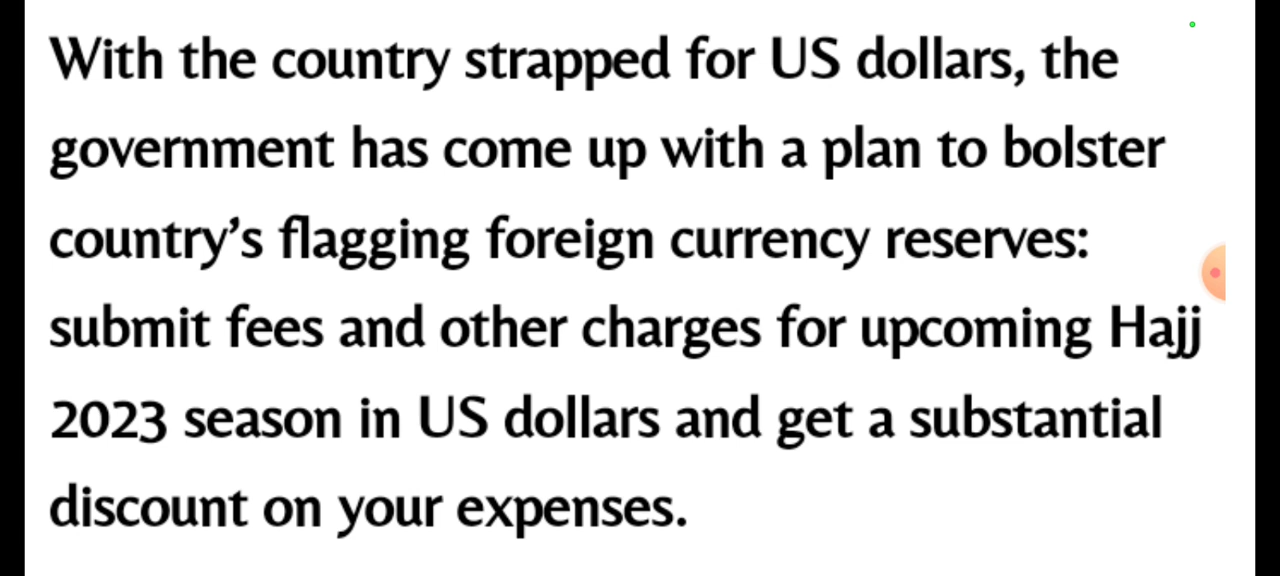 With the country strapped for US dollars, the
government has come up with a plan to bolster
country’s flagging foreign currency reserves:
submit fees and other charges for upcoming Hajj
2023 season in US dollars and get a substantial
discount on your expenses.